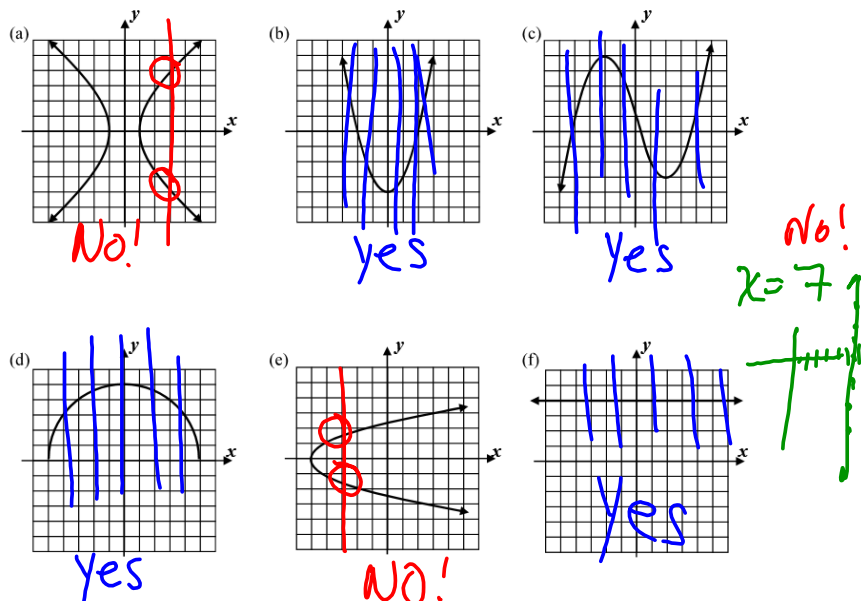 (a) y
x
No!
(b) y
x
yes
(c) y
x
yes
No!
x=7
(d) y
x
yes
(e) y
x
NO!
(f) y
x
yes